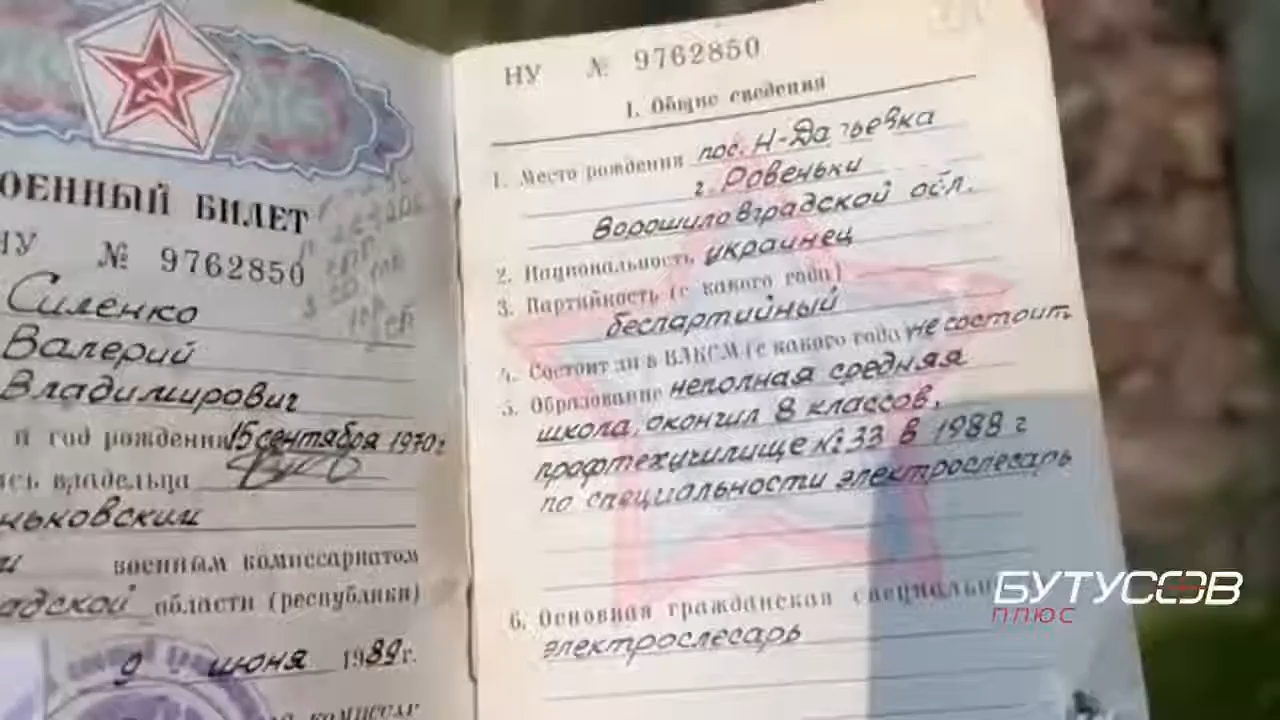 ОЕННЫЙ БИЛЕТ
НУ № 9762850
Силенко
Валерий
Владимирович
и год рождения 15 сентября 1970 г
сь владельца
ньковским
военным комиссариатом
адской области (республики)
9 июня 1989 г.
НУ № 9762850
I. Общие сведения
1. Место рождения пос. Н-Дарьевка
г. Ровеньки
Ворошиловградской обл.
2. Национальность украинец
3. Партийность (с какого года)
беспартийный
4. Состоит ли в ВЛКСМ (с какого года) не состоит
5. Образование неполная средняя
школа, окончил 8 классов,
профтехучилище № 33 в 1988 г
по специальности электрослесарь
6. Основная гражданская специальн
электрослесарь
БУТУСОВ
ПЛЮС